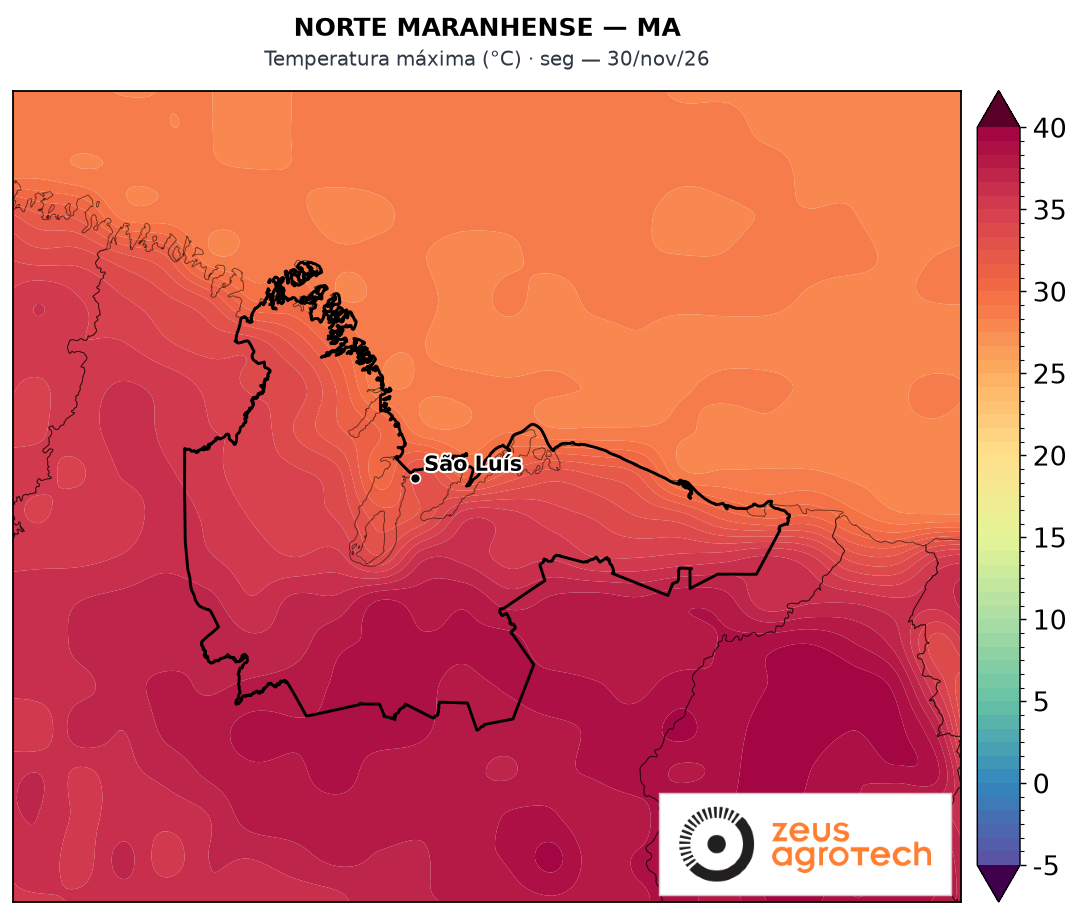 NORTE MARANHENSE — MA
Temperatura máxima (°C) · seg — 30/nov/26
40
35
30
25
20
15
10
5
0
-5
São Luís
zeus
agrotech